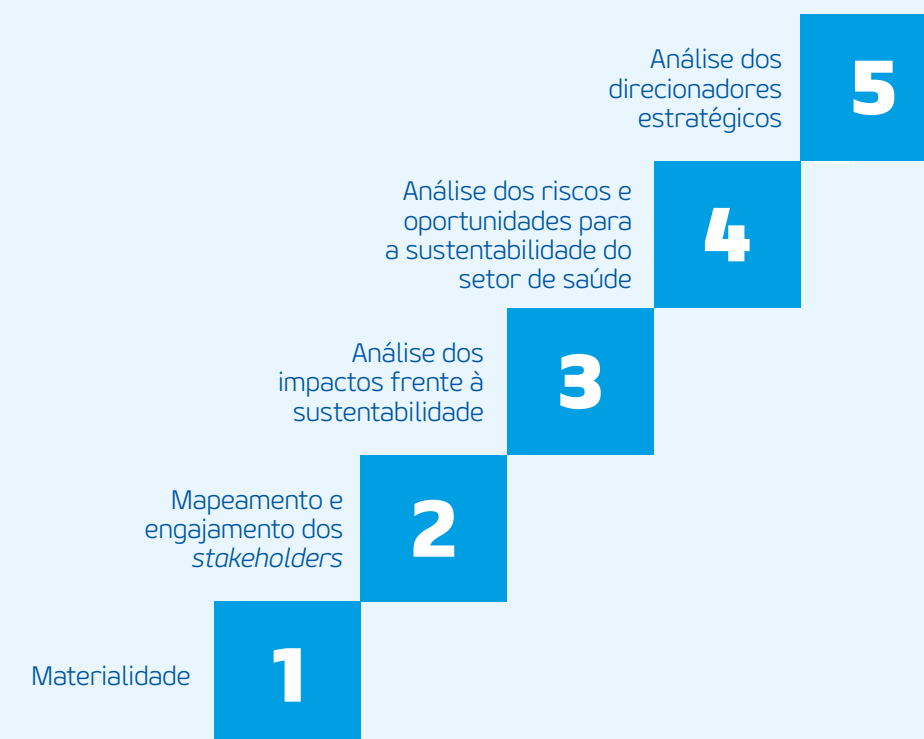 Análise dos
direcionadores
estratégicos
5
Análise dos riscos e
oportunidades para
a sustentabilidade do
setor de saúde
4
Análise dos
impactos frente à
sustentabilidade
3
Mapeamento e
engajamento dos
stakeholders
2
Materialidade
1